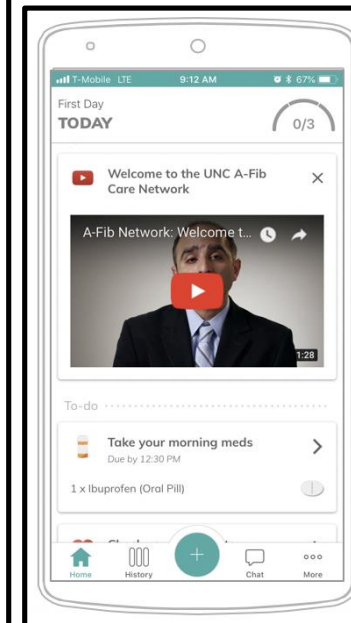 T-Mobile LTE 9:12 AM 67%
First Day
TODAY
0/3
Welcome to the UNC A-Fib
Care Network
A-Fib Network: Welcome t...
1:28
To-do
Take your morning meds
Due by 12:30 PM
1 x Ibuprofen (Oral Pill)
Home History Chat More